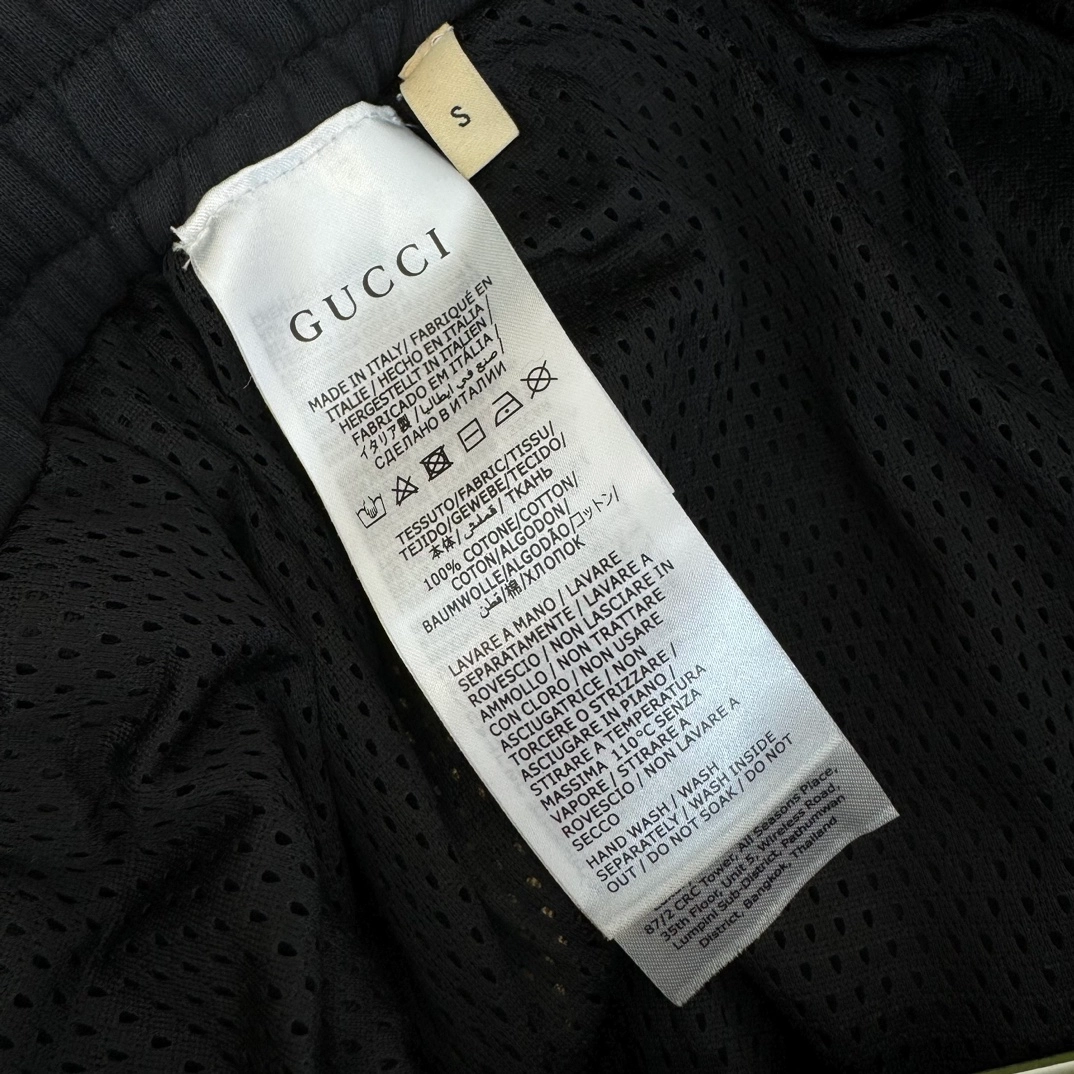 S
GUCCI
MADE IN ITALY/ FABRIQUÉ EN
ITALIE / HECHO EN ITALIA /
HERGESTELLT IN ITALIEN /
FABRICADO EM ITÁLIA /
イタリア製 / صنع في ايطاليا /
СДЕЛАНО В ИТАЛИИ
TESSUTO/FABRIC/TISSU/
TEJIDO/GEWEBE/TECIDO/
本体/ قماش / ТКАНЬ
100% COTONE/COTTON/
COTON/ALGODON/
BAUMWOLLE/ALGODÃO/コットン/
قطن/棉/ХЛОПОК
LAVARE A MANO / LAVARE
SEPARATAMENTE / LAVARE A
ROVESCIO / NON LASCIARE IN
AMMOLLO / NON TRATTARE
CON CLORO / NON USARE
ASCIUGATRICE / NON
TORCERE O STRIZZARE /
ASCIUGARE IN PIANO /
STIRARE A TEMPERATURA
MASSIMA 110°C SENZA
VAPORE / STIRARE A
ROVESCIO / NON LAVARE A
SECCO
HAND WASH / WASH
SEPARATELY / WASH INSIDE
OUT / DO NOT SOAK / DO NOT
87/2 CRC Tower, All Seasons Place,
35th Floor, Unit 5, Wireless Road,
Lumpini Sub-District, Pathumwan
District, Bangkok, Thailand